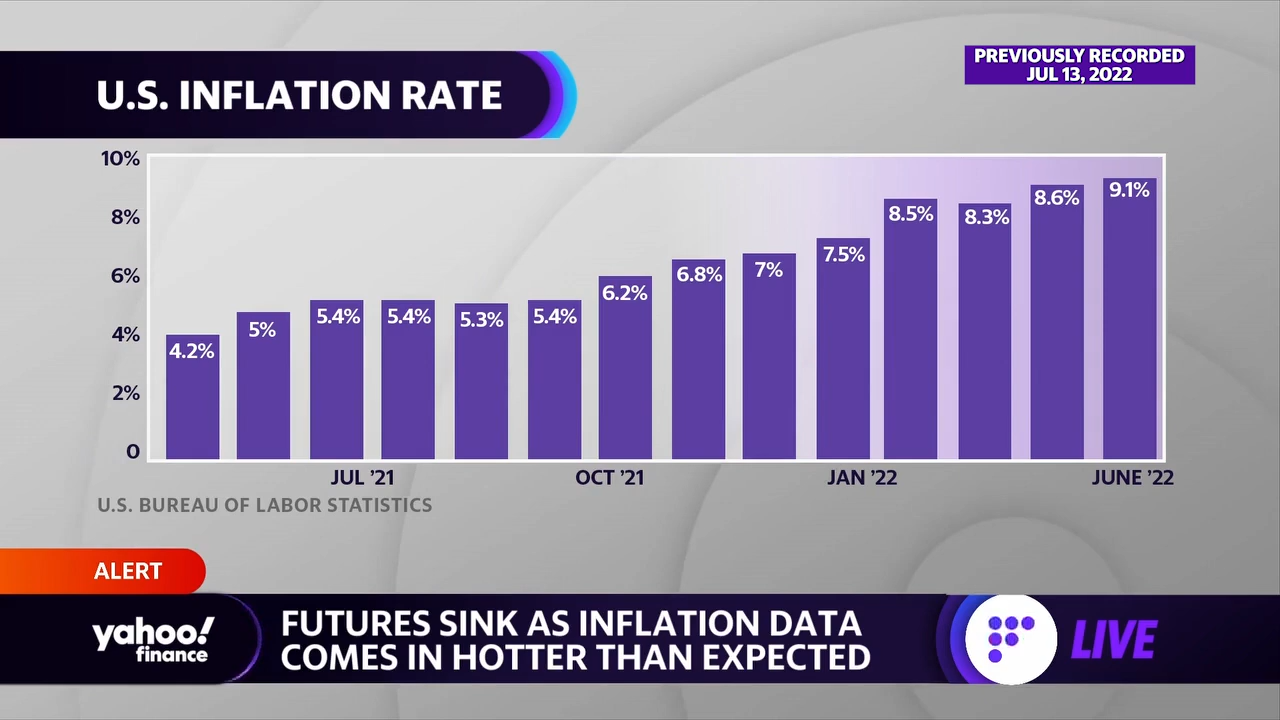 PREVIOUSLY RECORDED
JUL 13, 2022
U.S. INFLATION RATE
10%
8%
6%
4%
2%
0
4.2%
5%
5.4%
5.4%
5.3%
5.4%
6.2%
6.8%
7%
7.5%
8.5%
8.3%
8.6%
9.1%
JUL ’21
OCT ’21
JAN ’22
JUNE ’22
U.S. BUREAU OF LABOR STATISTICS
ALERT
yahoo!
finance
FUTURES SINK AS INFLATION DATA
COMES IN HOTTER THAN EXPECTED
LIVE